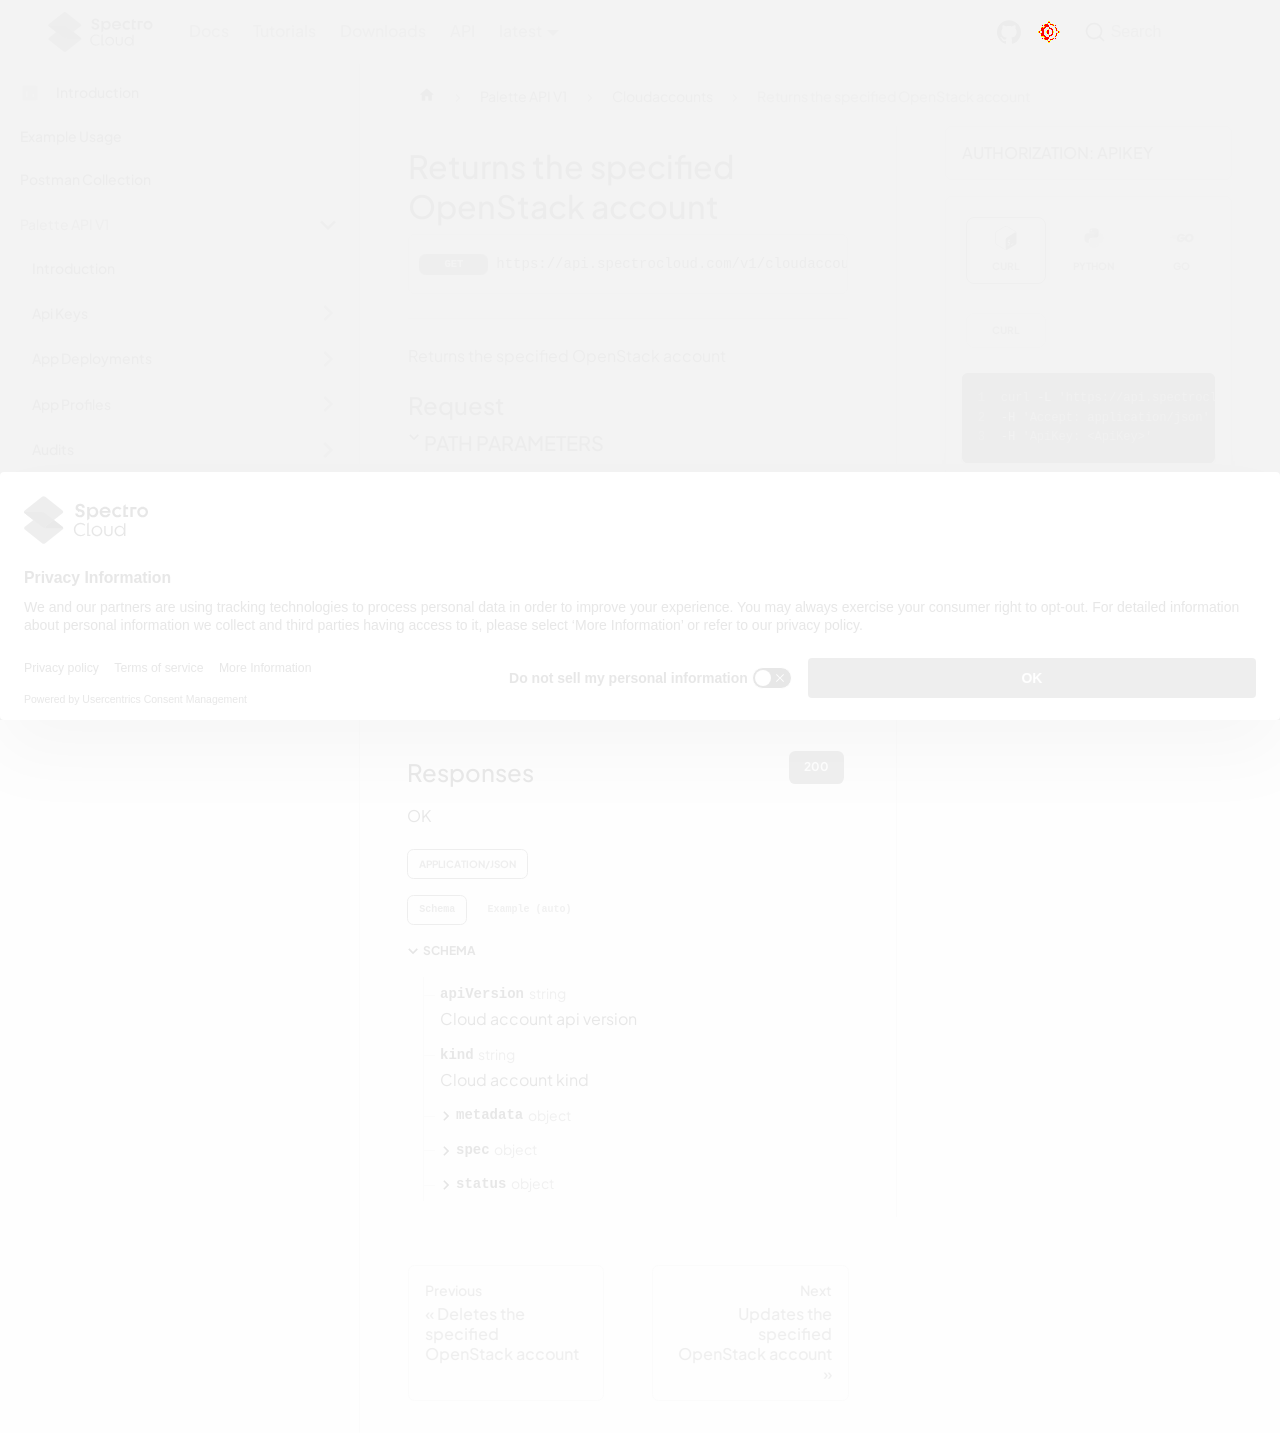 Spectro Cloud
Docs Tutorials Downloads API latest
Search
Introduction
Example Usage
Postman Collection
Palette API V1
Introduction
Api Keys
App Deployments
App Profiles
Audits
Palette API V1
Cloudaccounts
Returns the specified OpenStack account
Returns the specified
OpenStack account
GET
https://api.spectrocloud.com/v1/cloudaccou
Returns the specified OpenStack account
Request
PATH PARAMETERS
AUTHORIZATION: APIKEY
CURL
PYTHON
GO
CURL
Spectro
Cloud
Privacy Information
We and our partners are using tracking technologies to process personal data in order to improve your experience. You may always exercise your consumer right to opt-out. For detailed information
about personal information we collect and third parties having access to it, please select 'More Information' or refer to our privacy policy.
Privacy policy Terms of service More Information
Do not sell my personal information
OK
Powered by Usercentrics Consent Management
Responses
200
OK
APPLICATION/JSON
Schema Example (auto)
SCHEMA
apiVersion string
Cloud account api version
kind string
Cloud account kind
metadata object
spec object
status object
Previous
« Deletes the
specified
OpenStack account
Next
Updates the
specified
OpenStack account
»